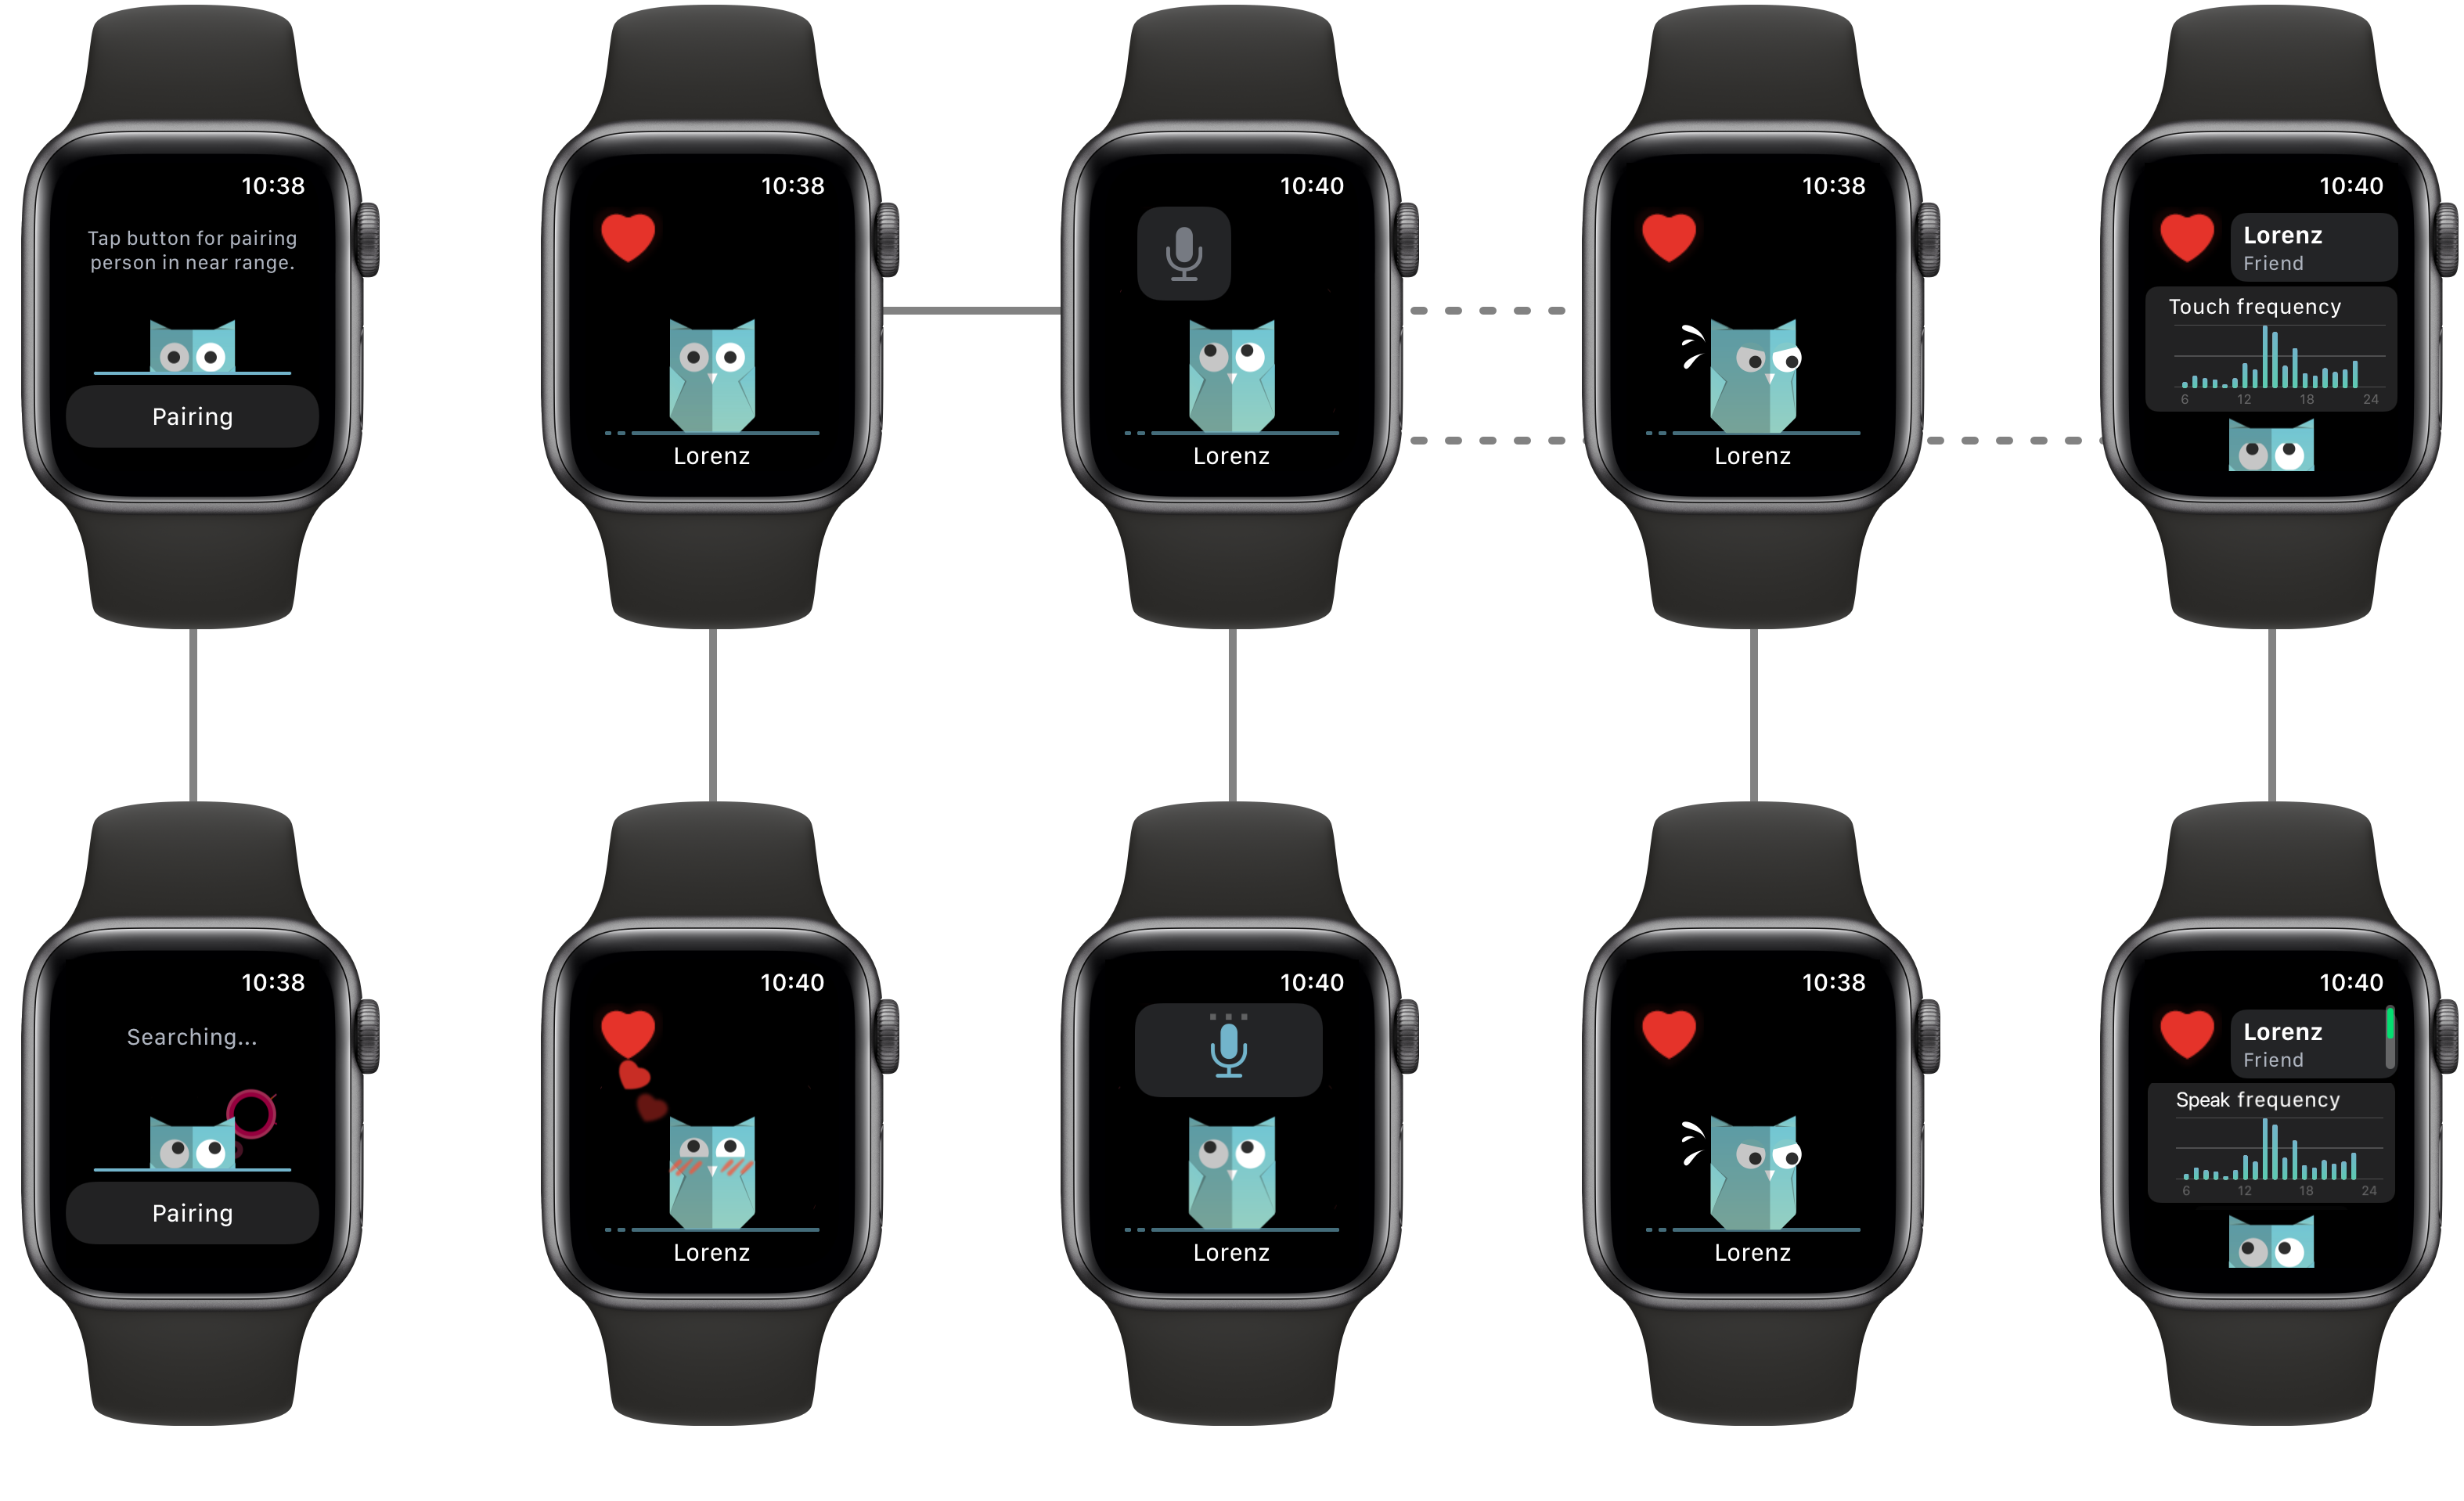 10:38
Tap button for pairing
person in near range.
Pairing
10:38
Lorenz
10:40
Lorenz
10:38
Lorenz
10:40
Lorenz
Friend
Touch frequency
6 12 18 24
10:38
Searching...
Pairing
10:40
Lorenz
10:40
Lorenz
10:38
Lorenz
10:40
Lorenz
Friend
Speak frequency
6 12 18 24